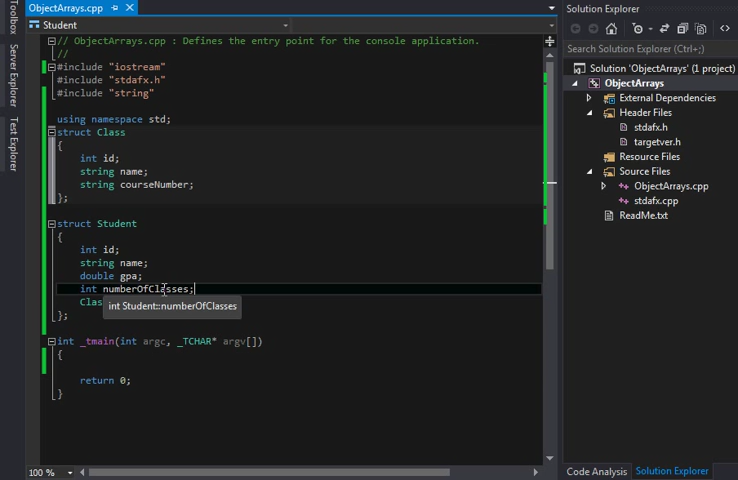 ObjectArrays.cpp
Student
// ObjectArrays.cpp : Defines the entry point for the console application.
//
#include "iostream"
#include "stdafx.h"
#include "string"
using namespace std;
struct Class
{
int id;
string name;
string courseNumber;
};
struct Student
{
int id;
string name;
double gpa;
int numberOfClasses;
Clas
int Student::numberOfClasses
};
int _tmain(int argc, _TCHAR* argv[])
{
return 0;
}
100 %
Toolbox
Server Explorer
Test Explorer
Solution Explorer
Search Solution Explorer (Ctrl+;)
Solution 'ObjectArrays' (1 project)
ObjectArrays
External Dependencies
Header Files
stdafx.h
targetver.h
Resource Files
Source Files
ObjectArrays.cpp
stdafx.cpp
ReadMe.txt
Code Analysis
Solution Explorer